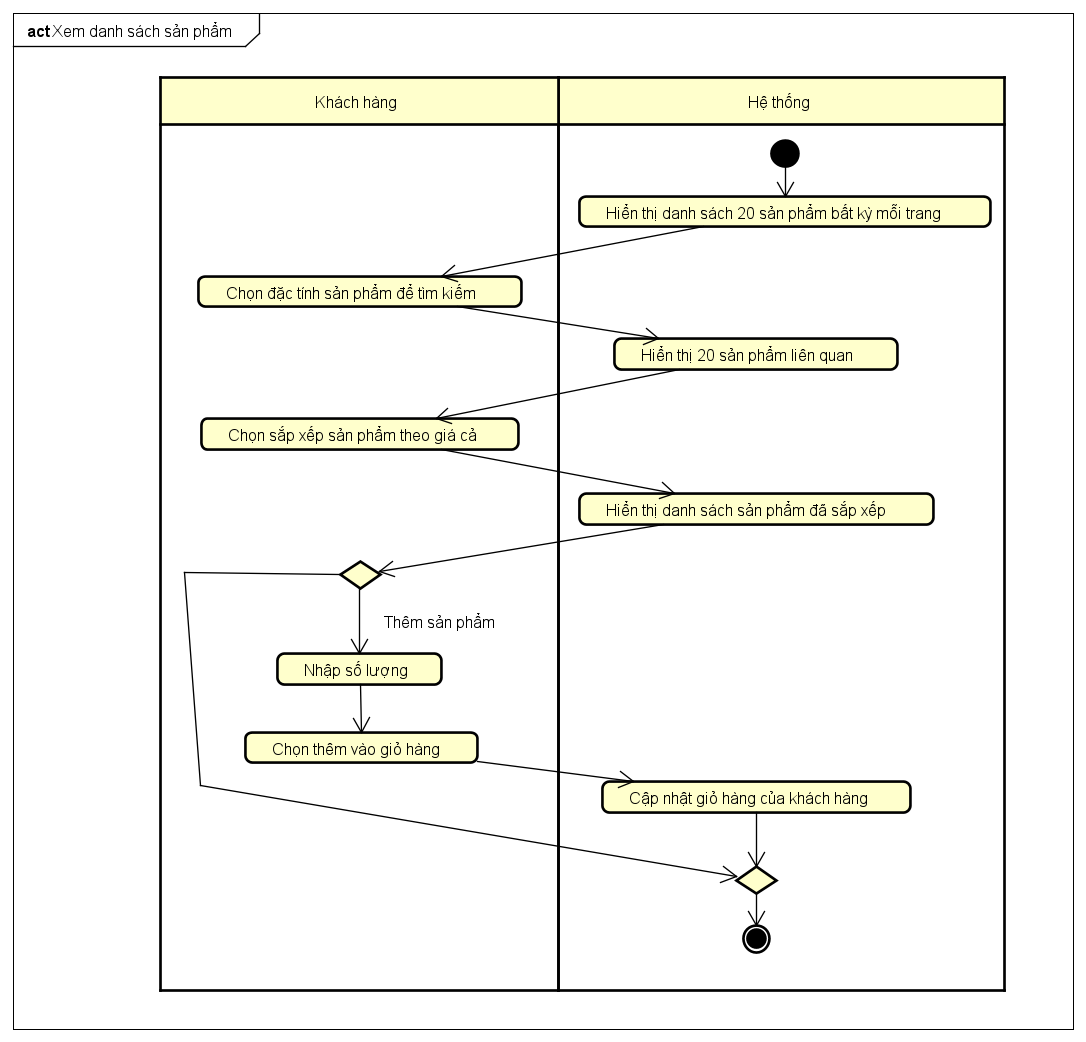 act Xem danh sách sản phẩm
Khách hàng
Hệ thống
Hiển thị danh sách 20 sản phẩm bất kỳ mỗi trang
Chọn đặc tính sản phẩm để tìm kiếm
Hiển thị 20 sản phẩm liên quan
Chọn sắp xếp sản phẩm theo giá cả
Hiển thị danh sách sản phẩm đã sắp xếp
Thêm sản phẩm
Nhập số lượng
Chọn thêm vào giỏ hàng
Cập nhật giỏ hàng của khách hàng